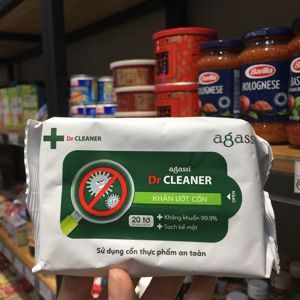 Barilla
Barilla
BOLOGNESE
BOLOGNESE
Dr CLEANER
agassi
agassi
Dr CLEANER
KHĂN ƯỚT CỒN
OPEN
20 tờ
+ Kháng khuẩn 99.9%
+ Sạch bề mặt
Sử dụng cồn thực phẩm an toàn